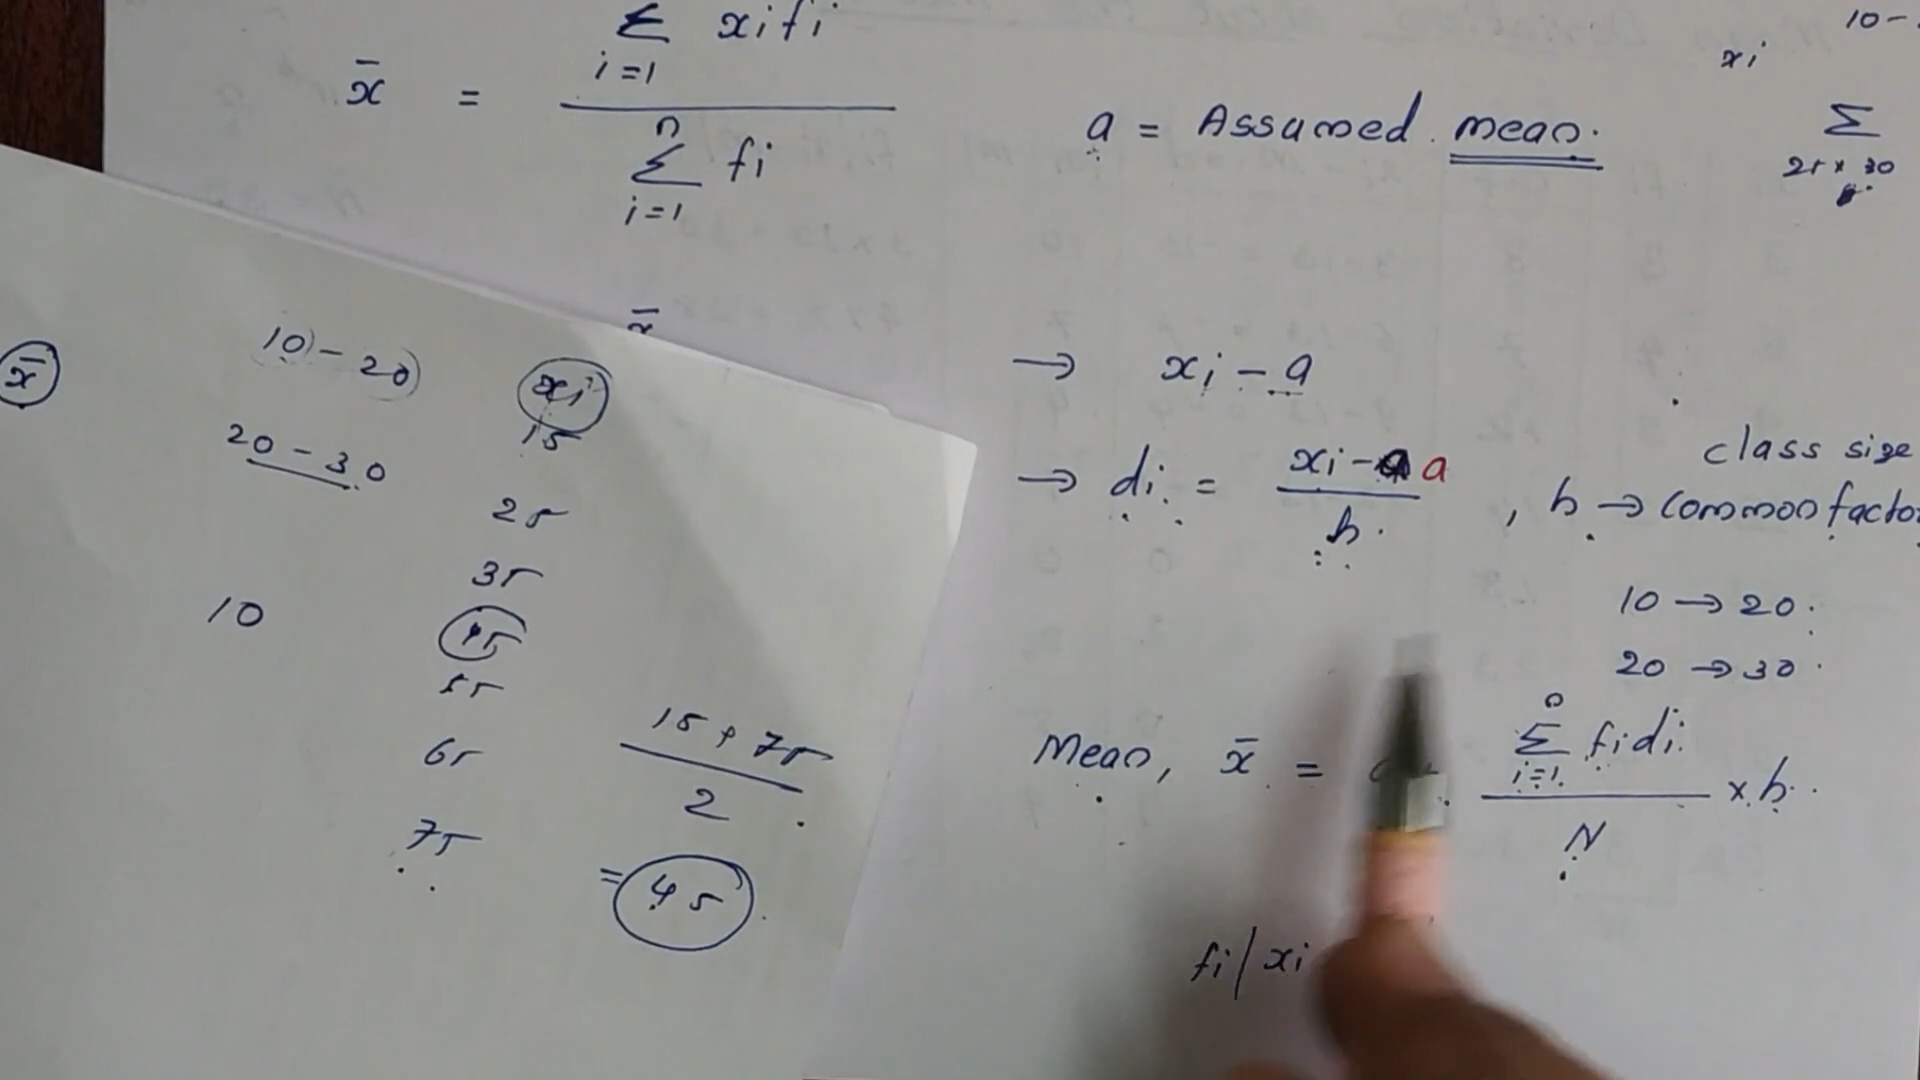 x̄ = Σ xifi
i=1
n
Σ fi
i=1
a = Assumed mean.
10 -
xi
Σ
25 x 30
x̄
→ xi - a
→ di = xi - a
h
, h → Common factor
class size
10 → 20
20 → 30
Mean, x̄ =
n
Σ fidi
i=1
N
x h
fi | xi
x̄
10 - 20
xi
15
20 - 30
25
35
10
45
55
65
75
15 + 75
2
= 45